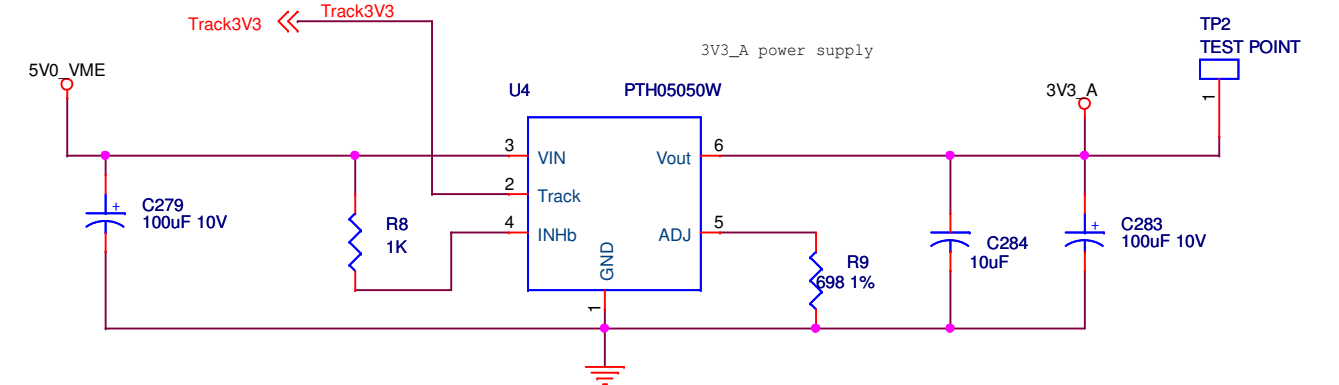 Track3V3
Track3V3
TP2
TEST POINT
3V3_A power supply
5V0_VME
U4
PTH05050W
3V3_A
1
3
VIN
Vout
6
2
Track
C279
100uF 10V
R8
1K
4
INHb
ADJ
5
GND
1
R9
698 1%
C284
10uF
C283
100uF 10V
+
+